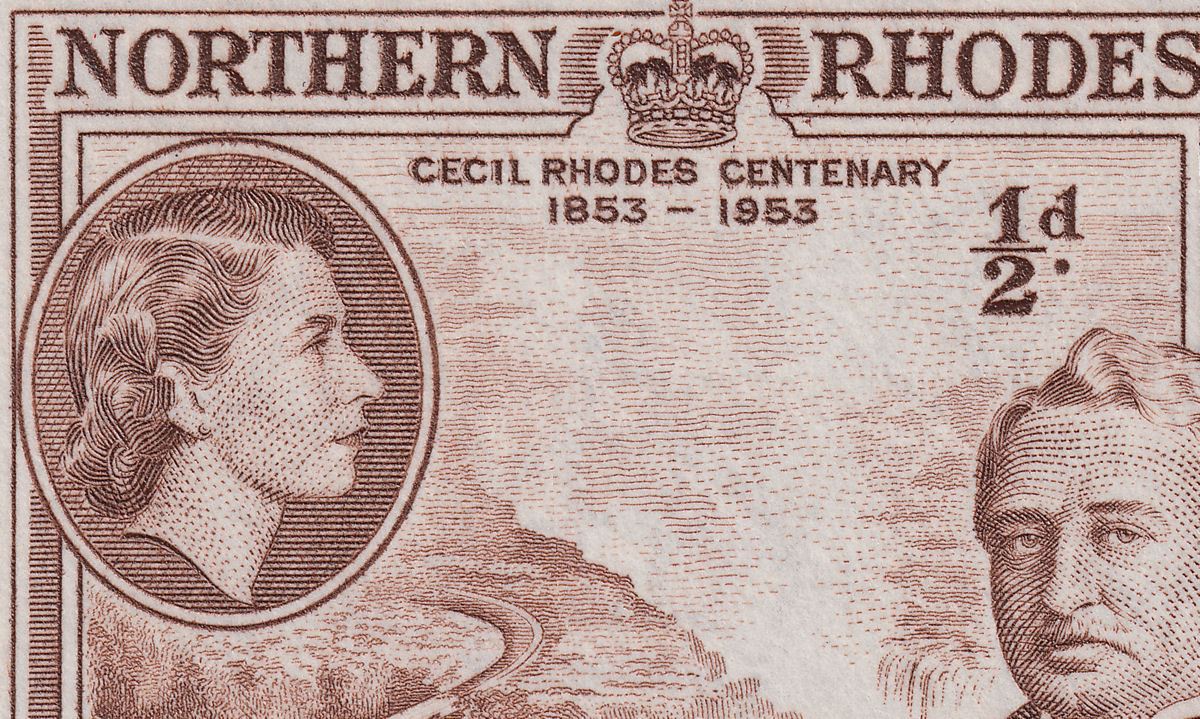 NORTHERN RHODES
CECIL RHODES CENTENARY
1853 – 1953
½d.